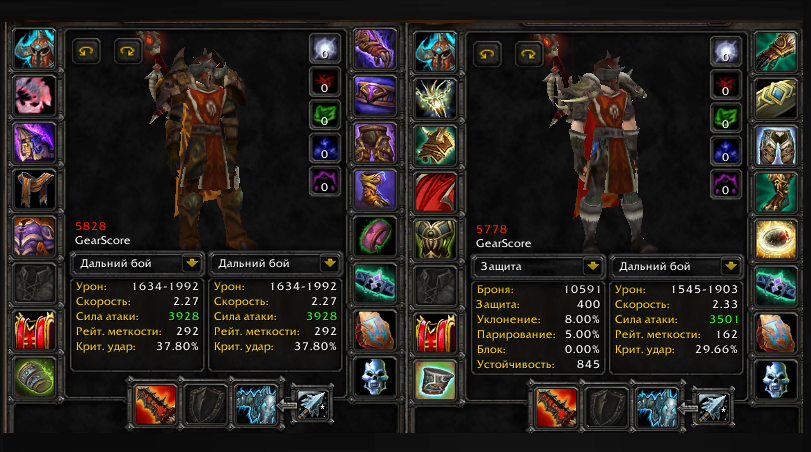 0
0
0
0
0
5828
GearScore
Дальний бой
Дальний бой
Урон: 1634-1992
Скорость: 2.27
Сила атаки: 3928
Рейт. меткости: 292
Крит. удар: 37.80%
Урон: 1634-1992
Скорость: 2.27
Сила атаки: 3928
Рейт. меткости: 292
Крит. удар: 37.80%
0
0
0
0
0
5778
GearScore
Защита
Дальний бой
Броня: 10591
Защита: 400
Уклонение: 8.00%
Парирование: 5.00%
Блок: 0.00%
Устойчивость: 845
Урон: 1545-1903
Скорость: 2.33
Сила атаки: 3501
Рейт. меткости: 162
Крит. удар: 29.66%